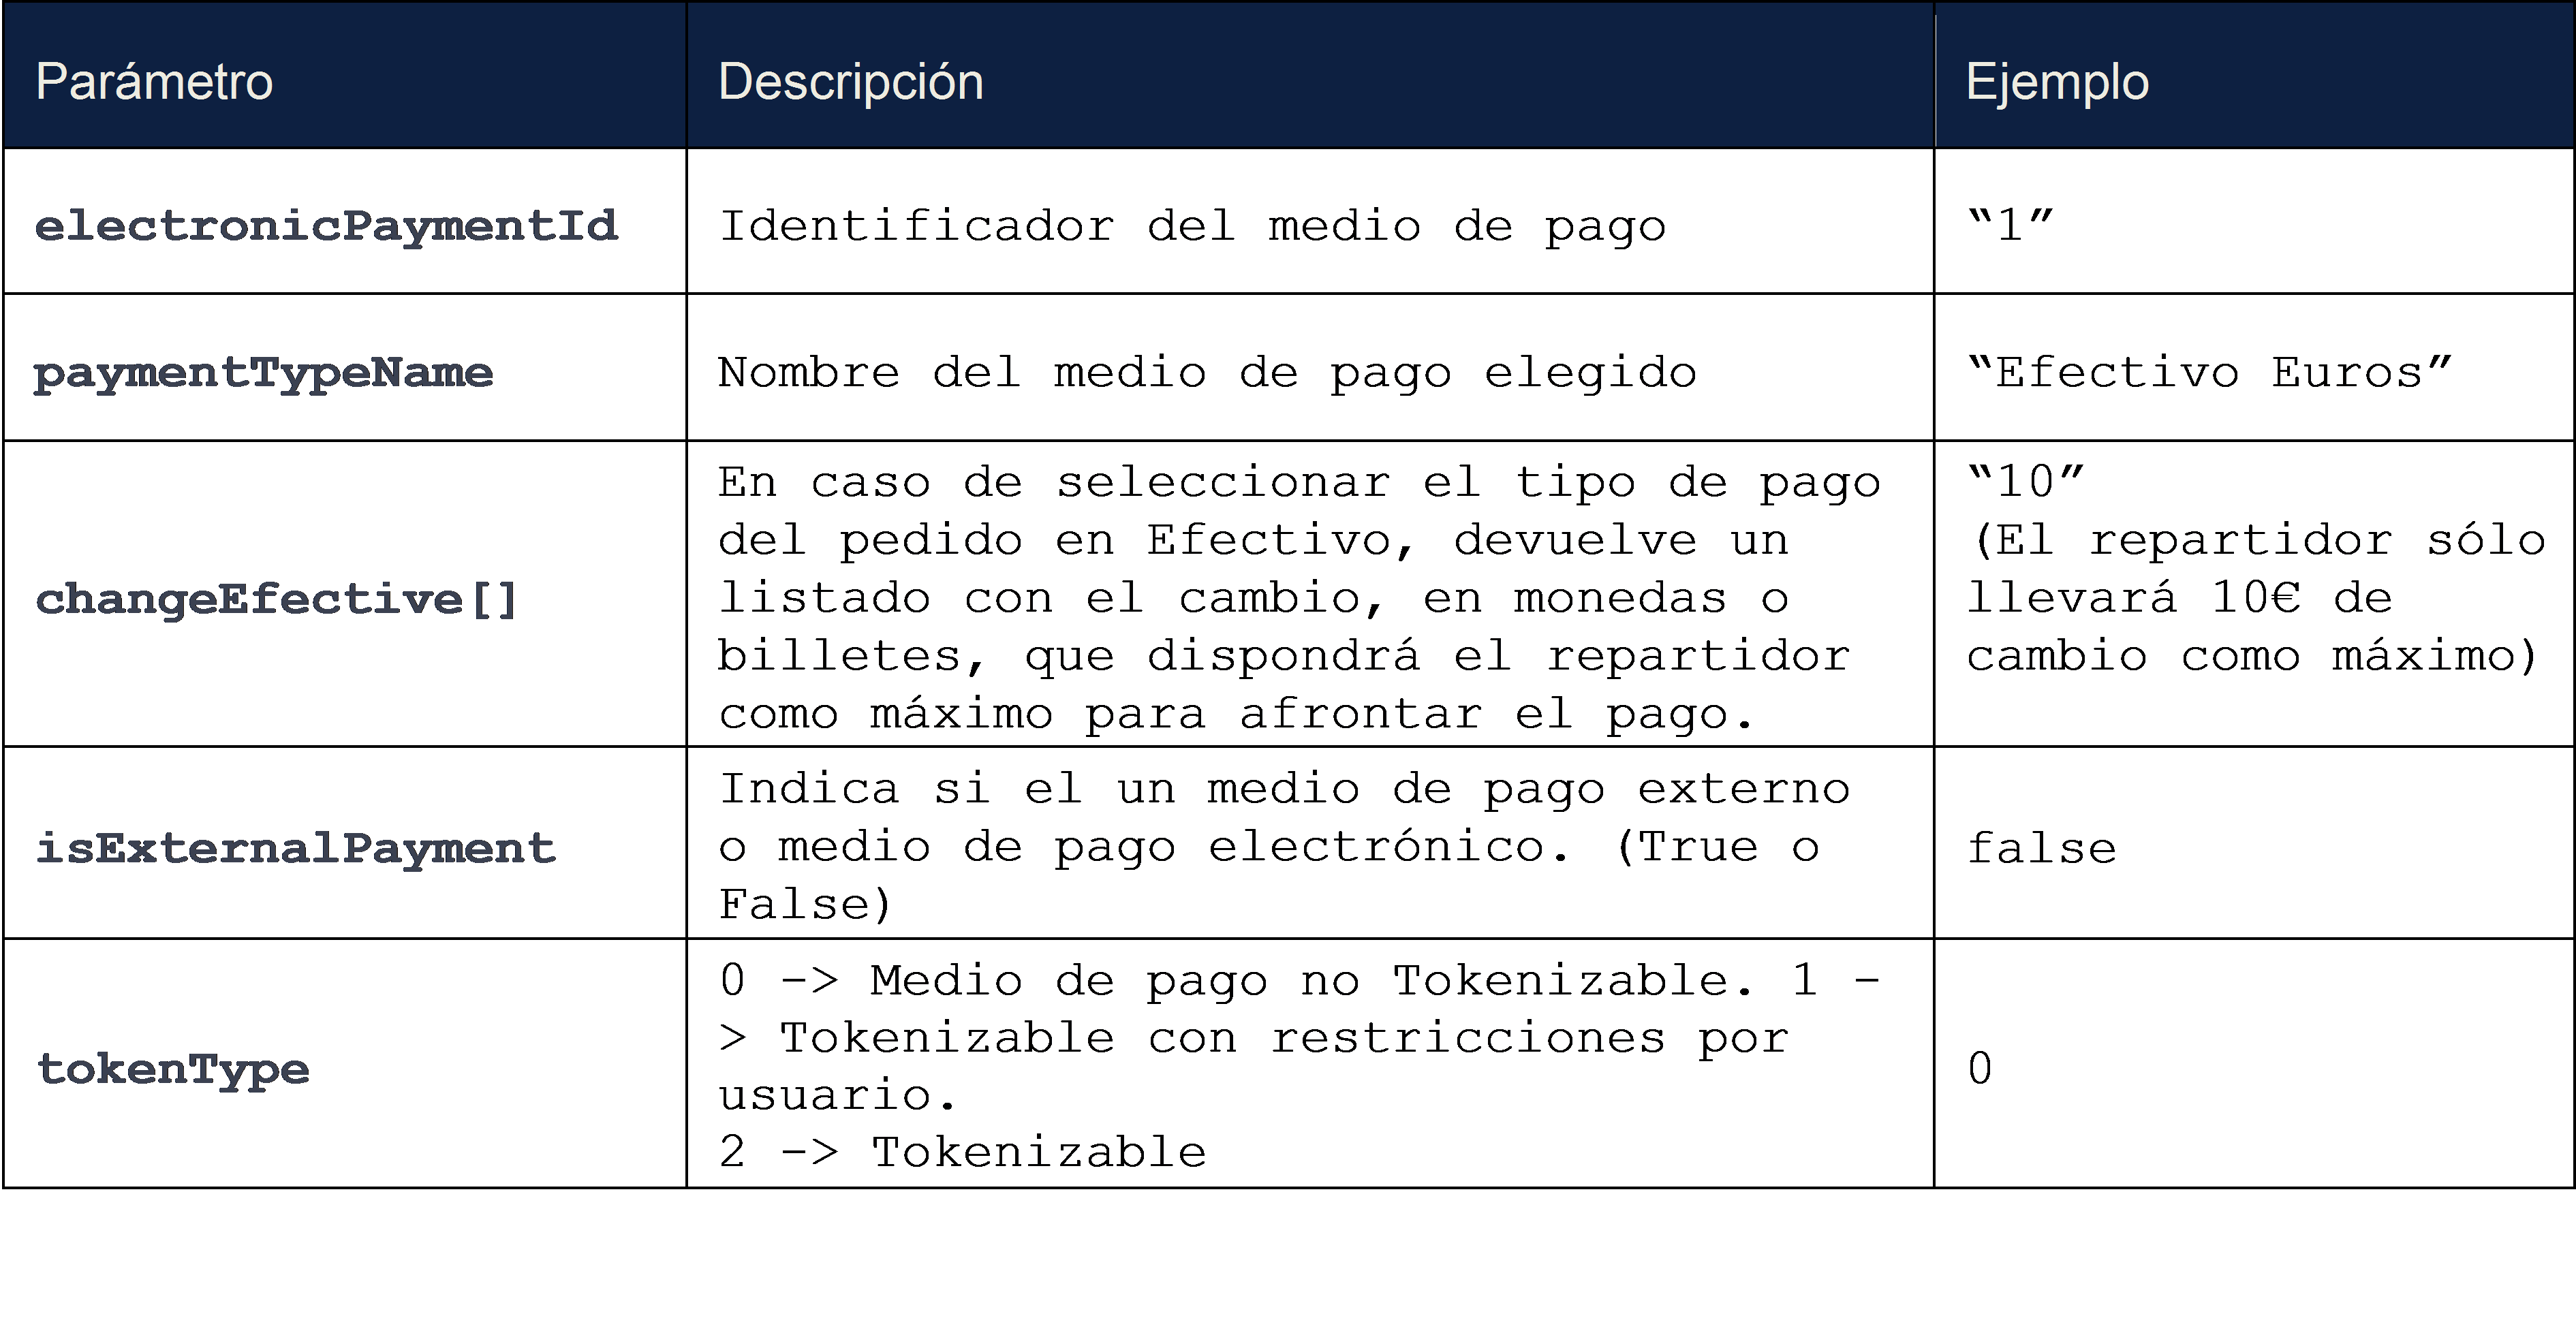 Parámetro Descripción Ejemplo
electronicPaymentId Identificador del medio de pago “1”
paymentTypeName Nombre del medio de pago elegido “Efectivo Euros”
changeEfective[]
En caso de seleccionar el tipo de pago
del pedido en Efectivo, devuelve un
listado con el cambio, en monedas o
billetes, que dispondrá el repartidor
como máximo para afrontar el pago.
“10”
(El repartidor sólo
llevará 10€ de
cambio como máximo)
isExternalPayment
Indica si el un medio de pago externo
o medio de pago electrónico. (True o
False)
false
tokenType
0 -> Medio de pago no Tokenizable. 1 -
> Tokenizable con restricciones por
usuario.
2 -> Tokenizable
0